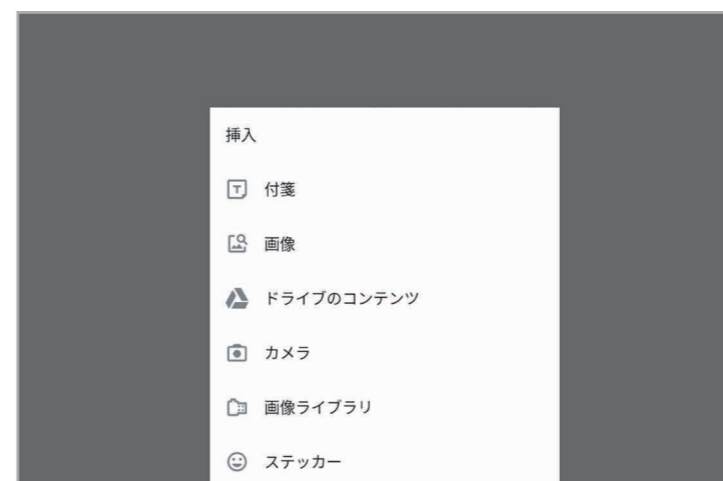 挿入
付箋
画像
ドライブのコンテンツ
カメラ
画像ライブラリ
ステッカー